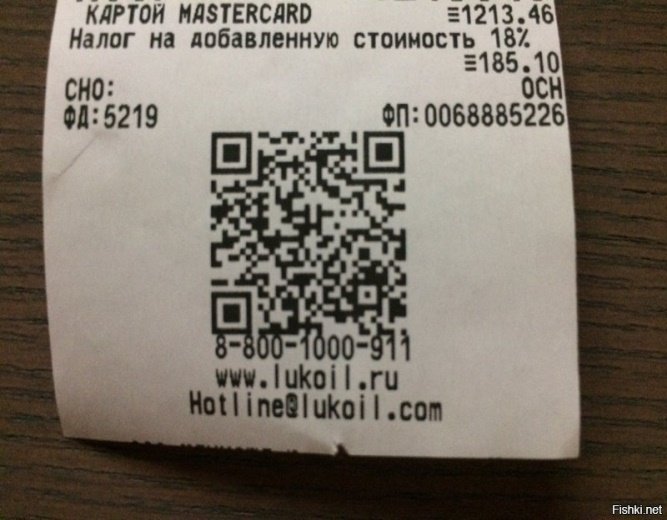 КАРТОЙ MASTERCARD ≡1213.46
Налог на добавленную стоимость 18%
≡185.10
СНО: ОСН
ФД:5219 ФП:0068885226
8-800-1000-911
www.lukoil.ru
Hotline@lukoil.com
Fishki.net